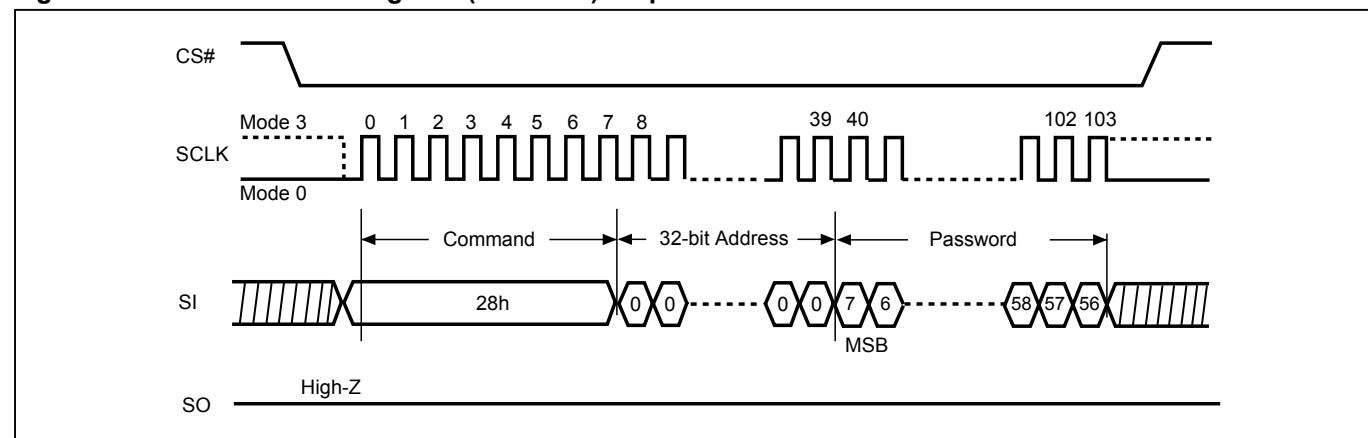 CS#
Mode 3
0 1 2 3 4 5 6 7 8 39 40 102 103
SCLK
Mode 0
Command 32-bit Address Password
SI 28h 0 0 0 0 7 6 58 57 56
MSB
High-Z
SO